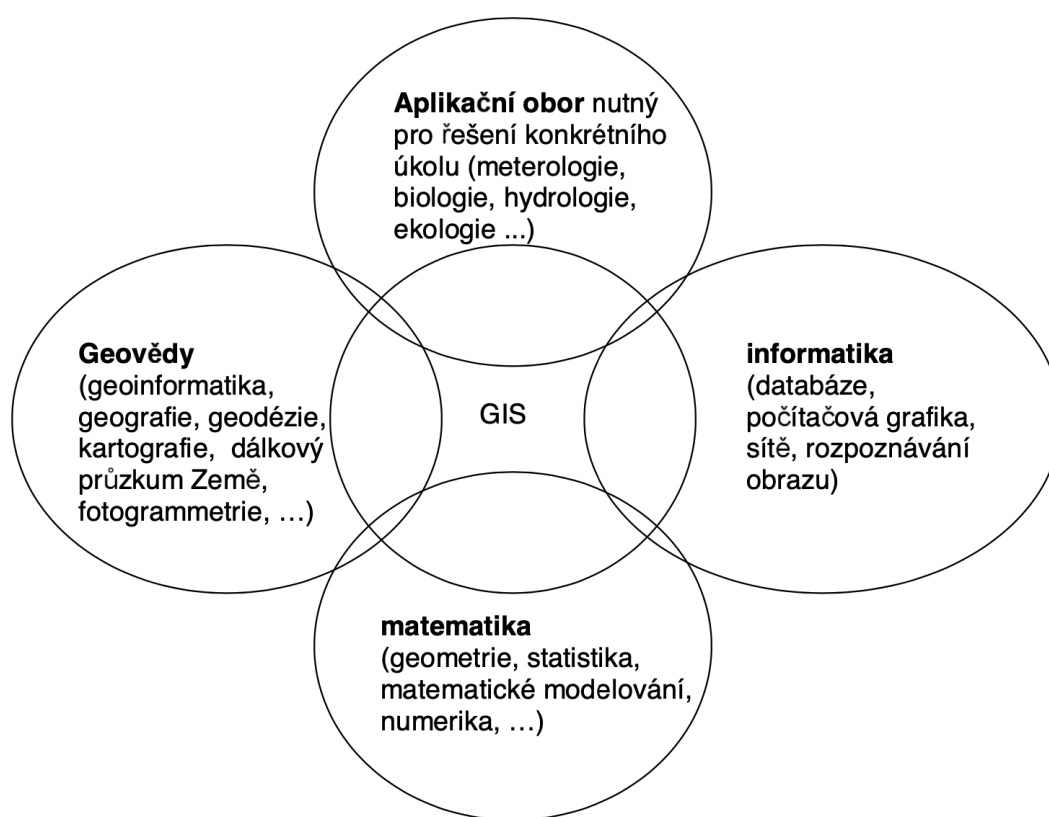 Aplikační obor nutný
pro řešení konkrétního
úkolu (meterologie,
biologie, hydrologie,
ekologie ...)
Geovědy
(geoinformatika,
geografie, geodézie,
kartografie, dálkový
průzkum Země,
fotogrammetrie, …)
GIS
informatika
(databáze,
počítačová grafika,
sítě, rozpoznávání
obrazu)
matematika
(geometrie, statistika,
matematické modelování,
numerika, …)